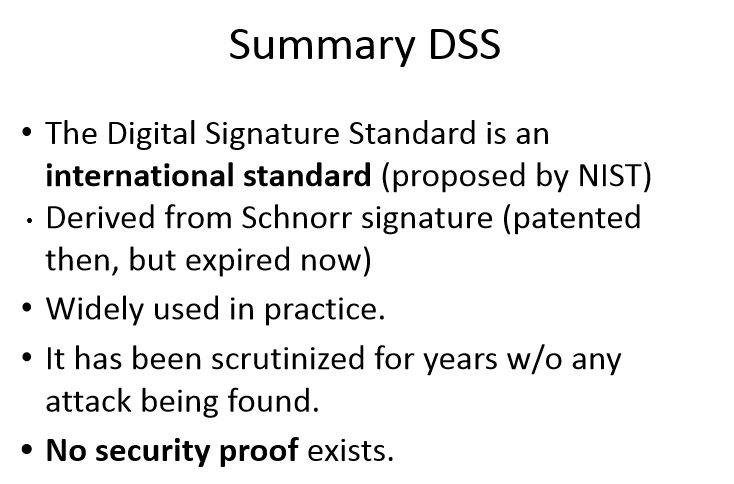 Summary DSS
• The Digital Signature Standard is an
international standard (proposed by NIST)
• Derived from Schnorr signature (patented
then, but expired now)
• Widely used in practice.
• It has been scrutinized for years w/o any
attack being found.
• No security proof exists.